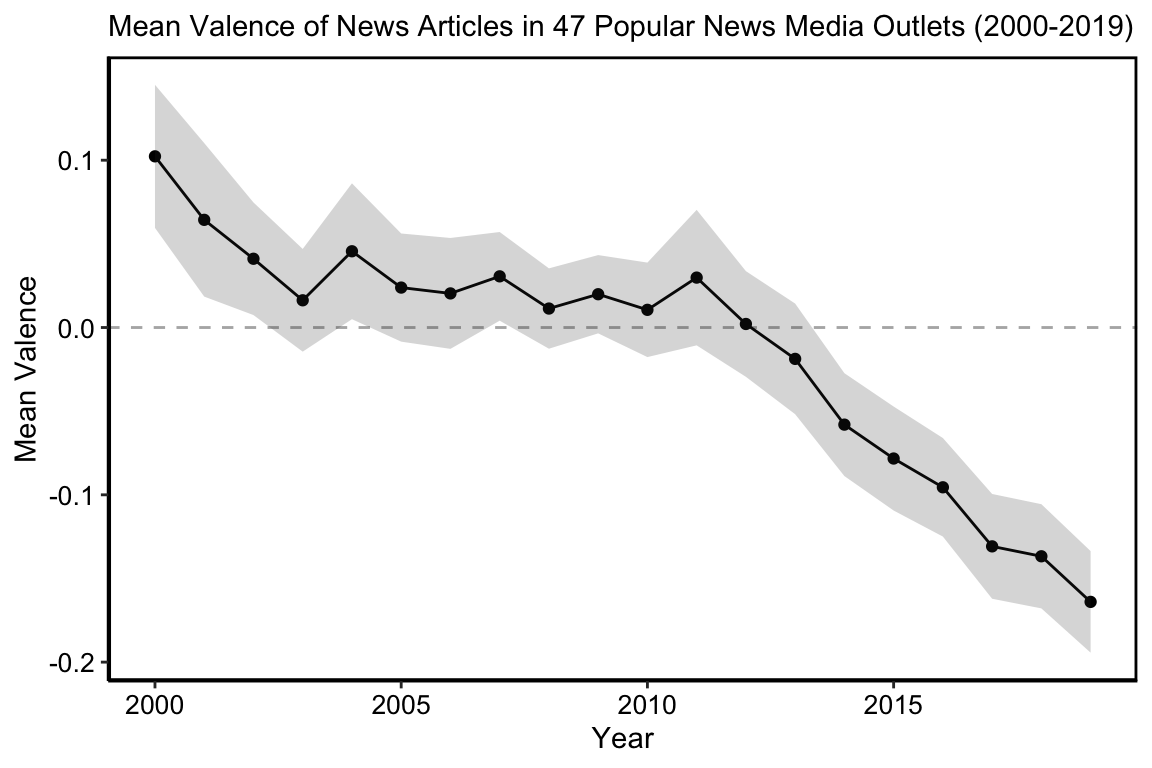 Mean Valence of News Articles in 47 Popular News Media Outlets (2000-2019)
Mean Valence
0.1
0.0
-0.1
-0.2
2000 2005 2010 2015
Year